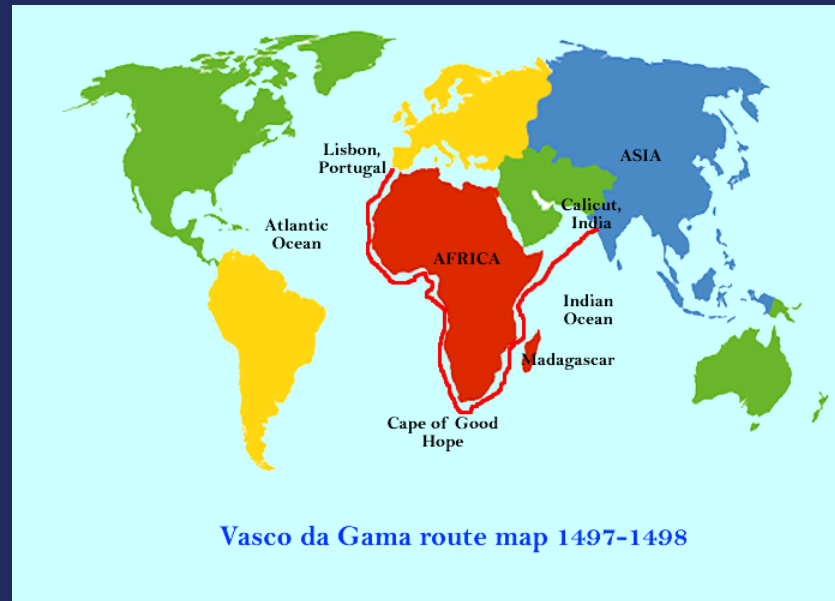 ASIA
Lisbon,
Portugal
Calicut,
India
Atlantic
Ocean
AFRICA
Indian
Ocean
Madagascar
Cape of Good
Hope
Vasco da Gama route map 1497-1498